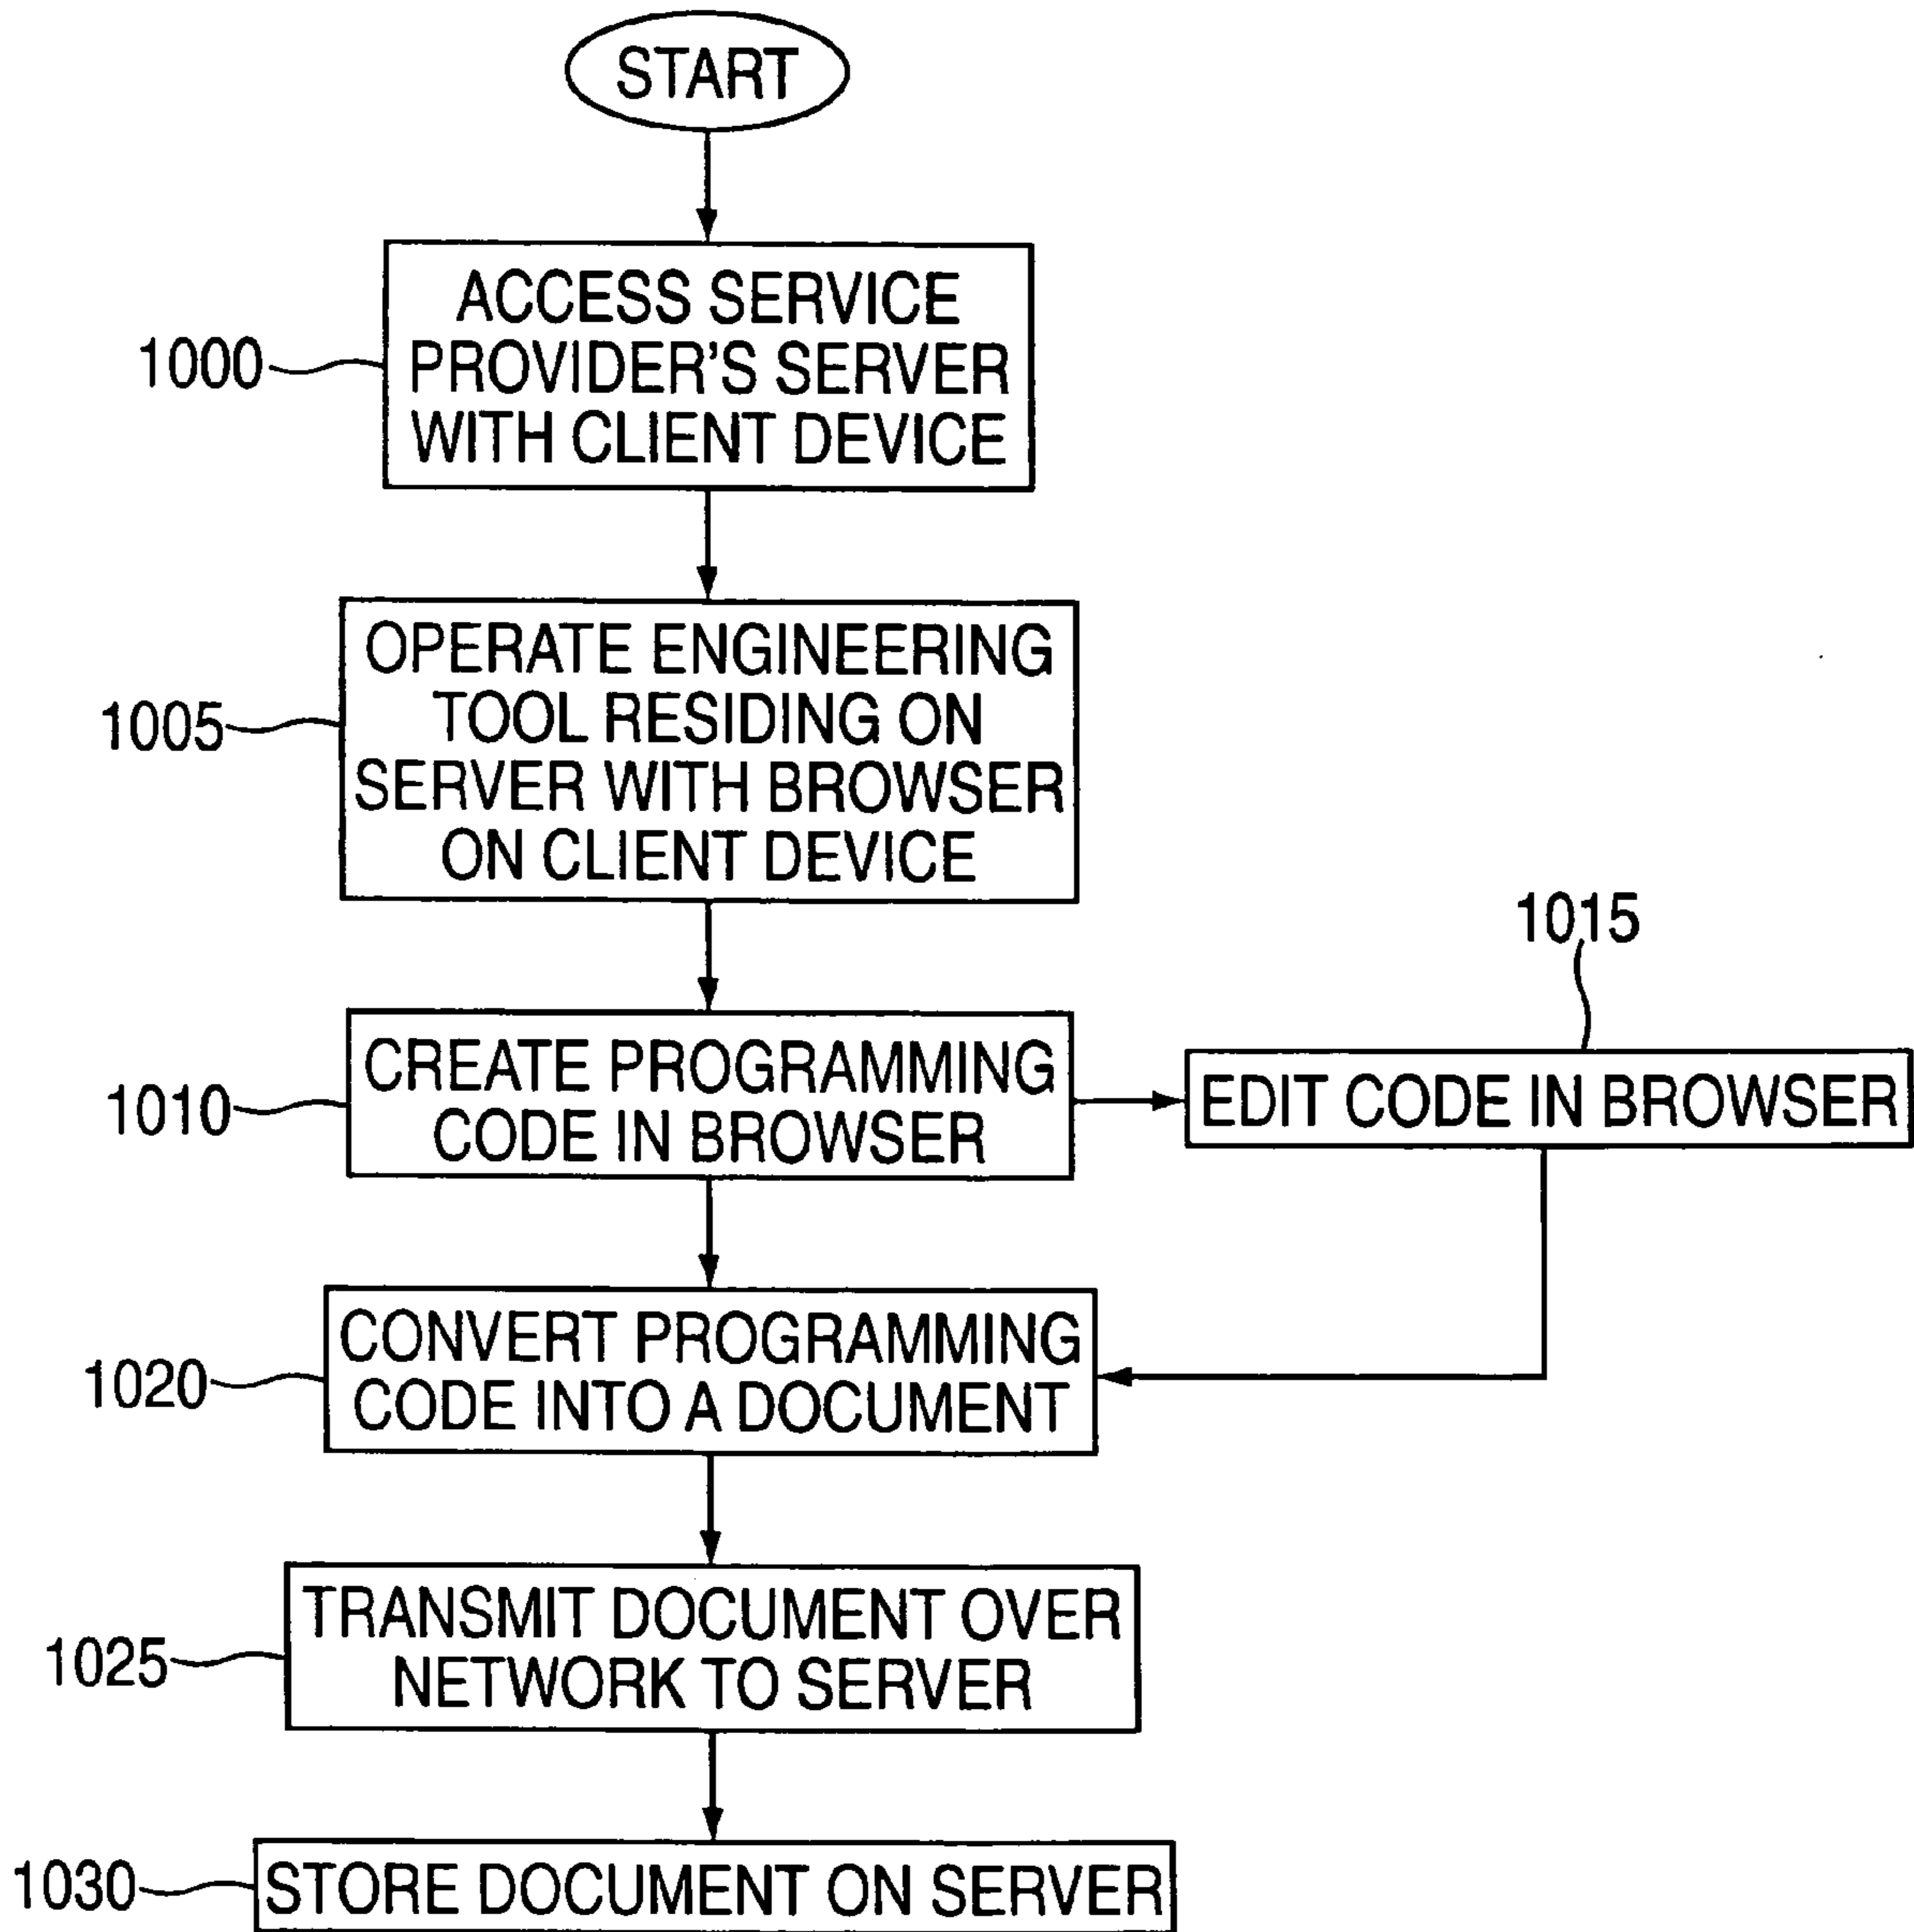 START
1000
ACCESS SERVICE
PROVIDER'S SERVER
WITH CLIENT DEVICE
1005
OPERATE ENGINEERING
TOOL RESIDING ON
SERVER WITH BROWSER
ON CLIENT DEVICE
1010
CREATE PROGRAMMING
CODE IN BROWSER
1015
EDIT CODE IN BROWSER
1020
CONVERT PROGRAMMING
CODE INTO A DOCUMENT
1025
TRANSMIT DOCUMENT OVER
NETWORK TO SERVER
1030
STORE DOCUMENT ON SERVER